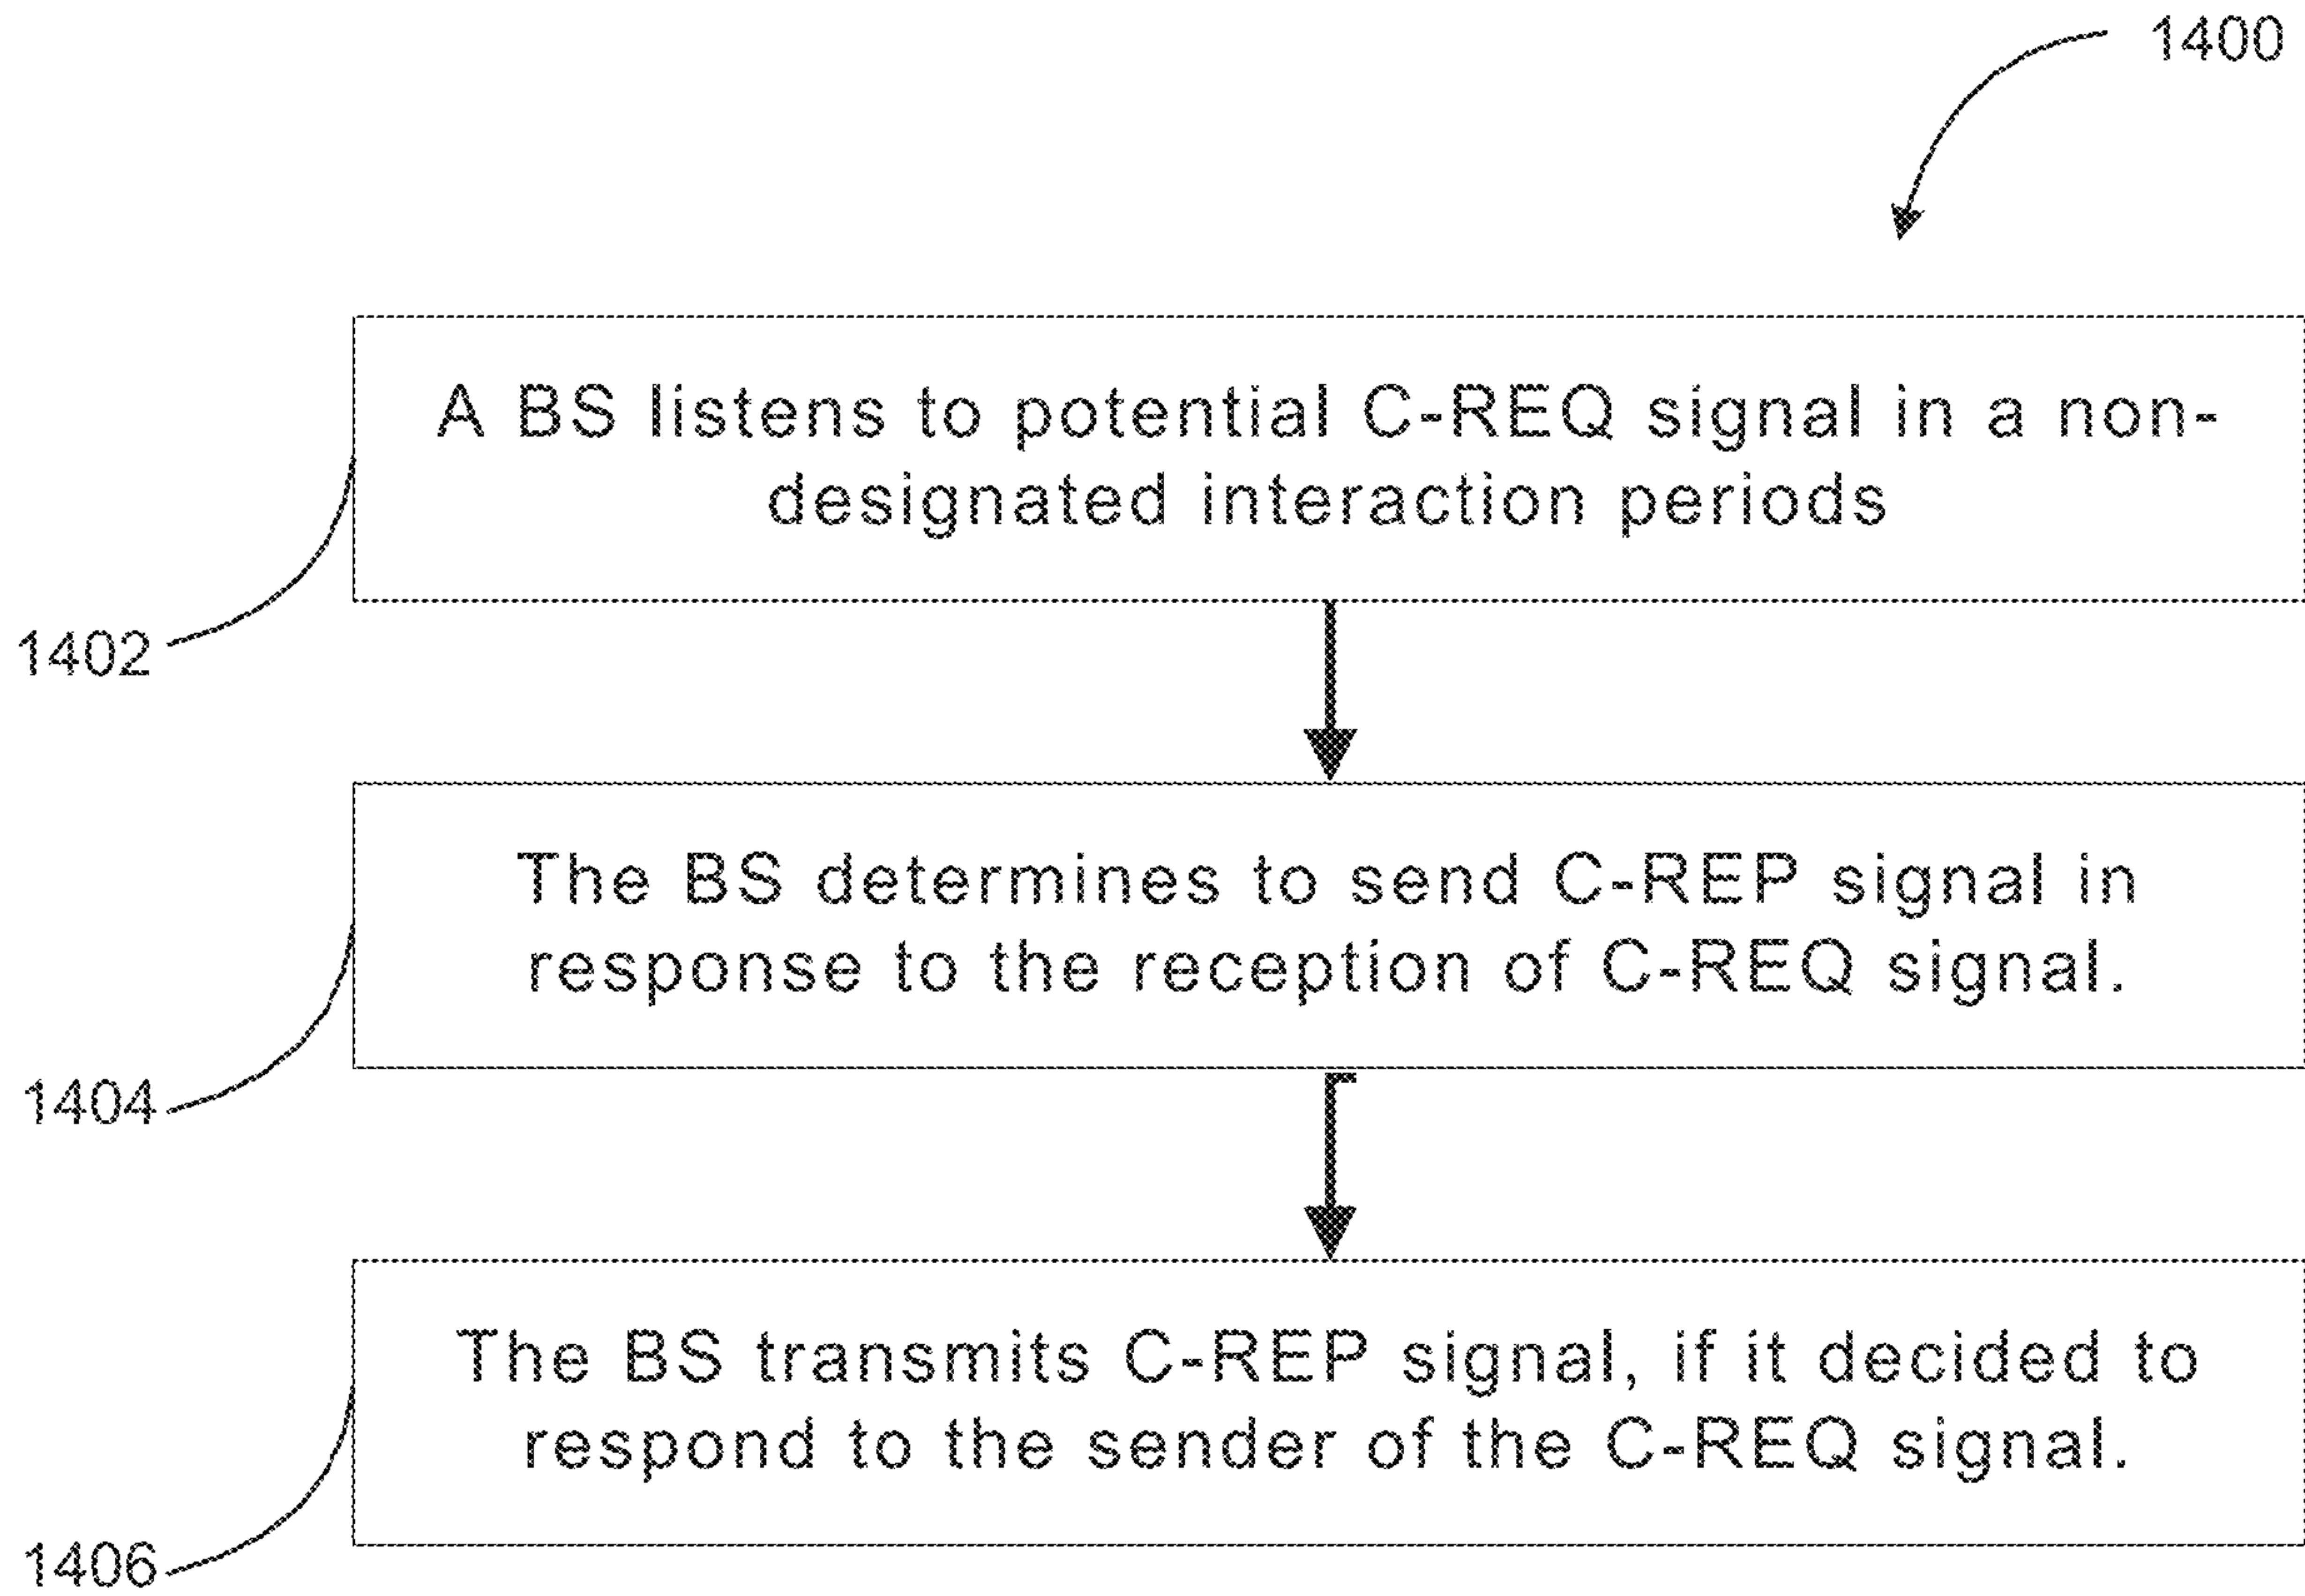 1400
A BS listens to potential C-REQ signal in a non-
designated interaction periods
1402
The BS determines to send C-REP signal in
response to the reception of C-REQ signal.
1404
The BS transmits C-REP signal, if it decided to
respond to the sender of the C-REQ signal.
1406